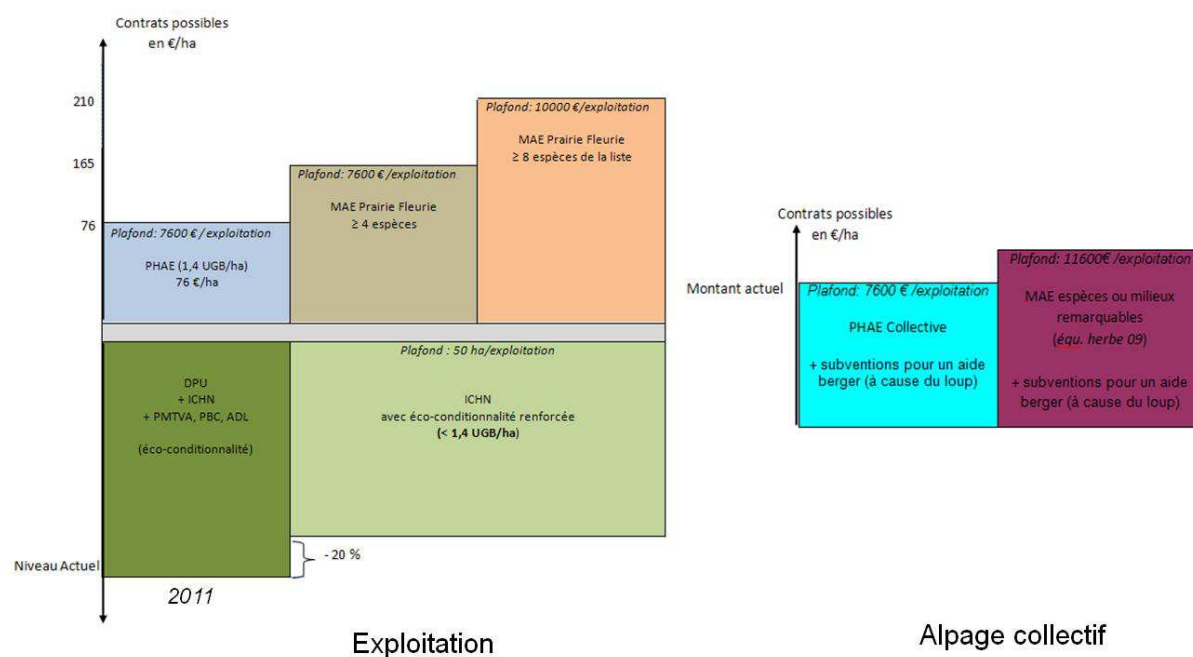 Contrats possibles
en €/ha
210
165
76
Plafond: 10000 €/exploitation
MAE Prairie Fleurie
≥ 8 espèces de la liste
Plafond: 7600 € /exploitation
MAE Prairie Fleurie
≥ 4 espèces
Plafond: 7600 € / exploitation
PHAE (1,4 UGB/ha)
76 €/ha
Plafond : 50 ha/exploitation
DPU
+ ICHN
+ PMTVA, PBC, ADL
(éco-conditionnalité)
ICHN
avec éco-conditionnalité renforcée
(< 1,4 UGB/ha)
- 20 %
Niveau Actuel
2011
Exploitation
Contrats possibles
en €/ha
Montant actuel
Plafond: 7600 € /exploitation
PHAE Collective
+ subventions pour un aide
berger (à cause du loup)
Plafond: 11600€ /exploitation
MAE espèces ou milieux
remarquables
(équ. herbe 09)
+ subventions pour un aide
berger (à cause du loup)
Alpage collectif